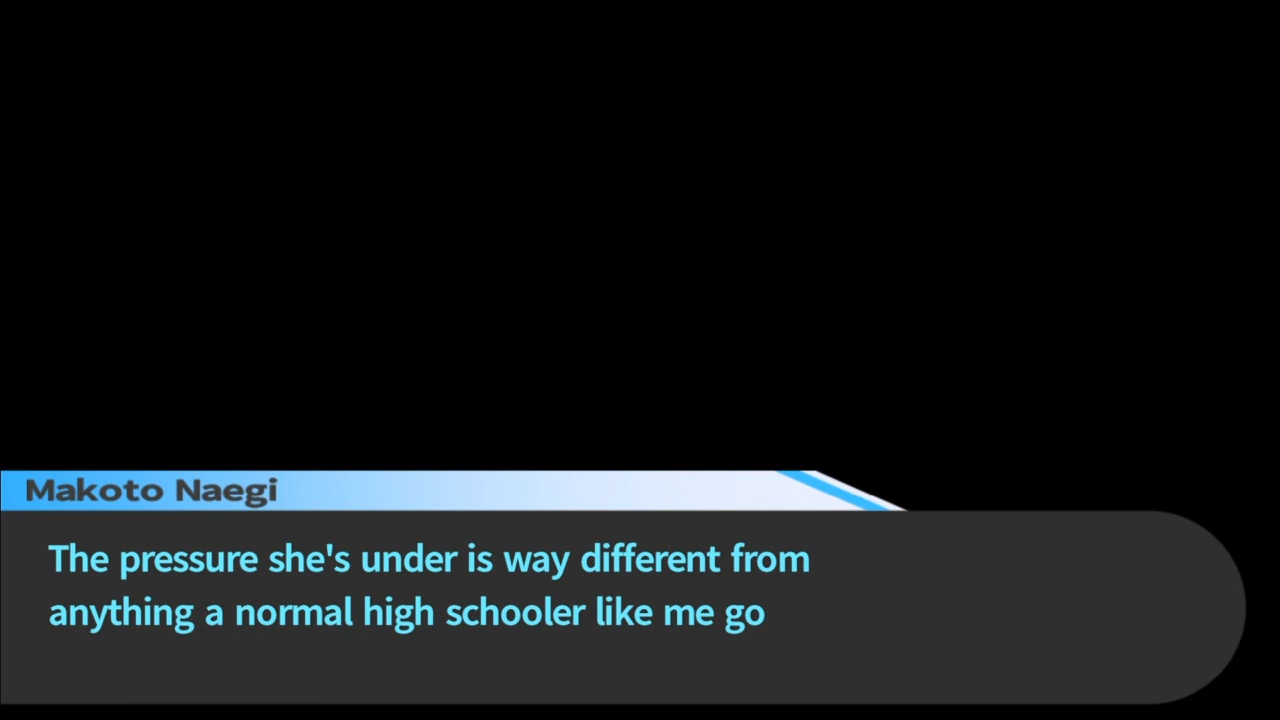 Makoto Naegi
The pressure she's under is way different from
anything a normal high schooler like me go